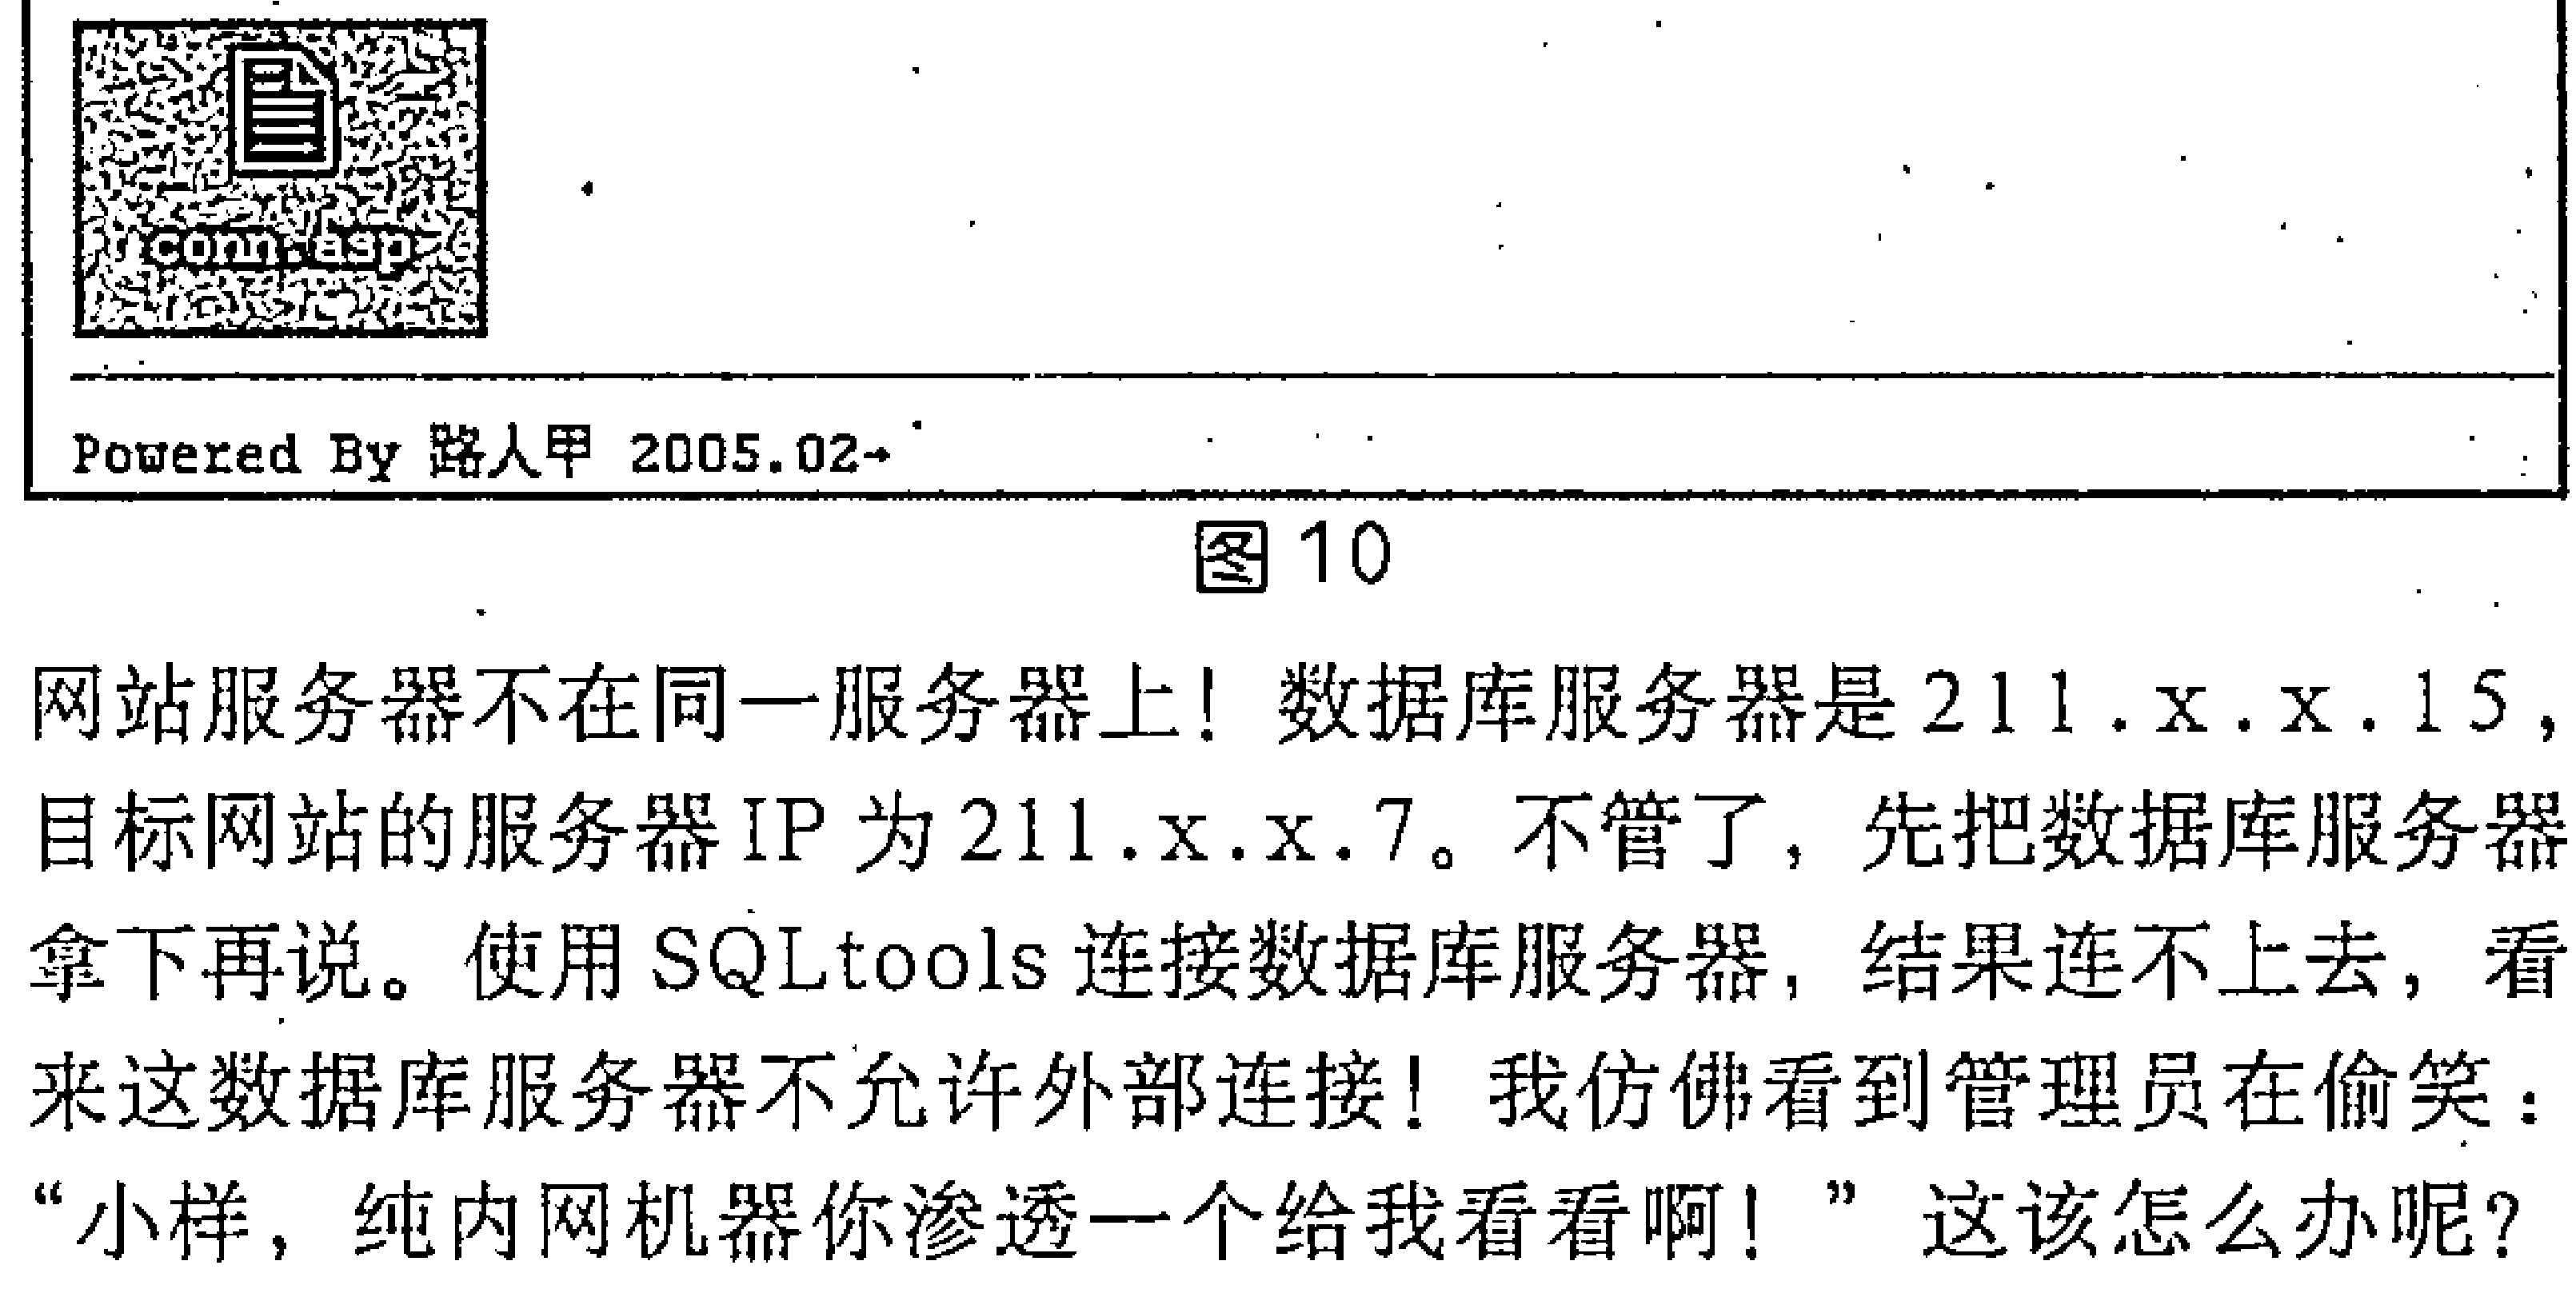 conn.asp
Powered By 路人甲 2005.02
图 10
网站服务器不在同一服务器上！数据库服务器是211.x.x.15，
目标网站的服务器IP为211.x.x.7。不管了，先把数据库服务器
拿下再说。使用SQLtools连接数据库服务器，结果连不上去，看
来这数据库服务器不允许外部连接！我仿佛看到管理员在偷笑：
“小样，纯内网机器你渗透一个给我看看啊！”这该怎么办呢？